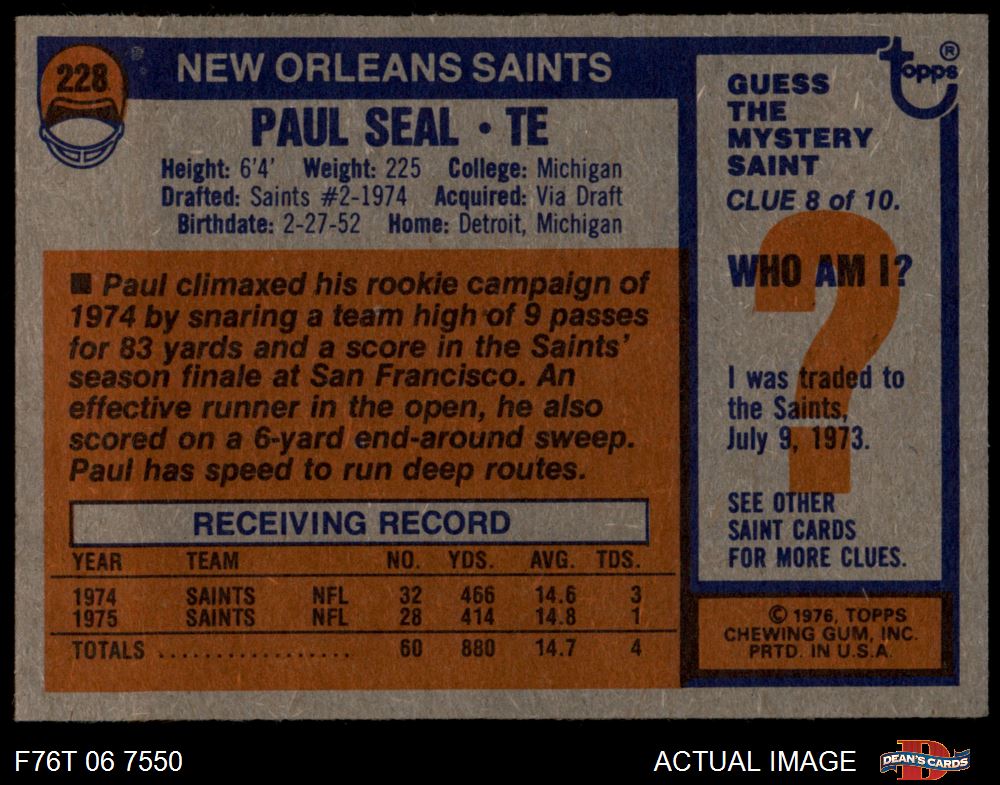 228
NEW ORLEANS SAINTS
PAUL SEAL • TE
Height: 6'4' Weight: 225 College: Michigan
Drafted: Saints #2-1974 Acquired: Via Draft
Birthdate: 2-27-52 Home: Detroit, Michigan
■ Paul climaxed his rookie campaign of
1974 by snaring a team high of 9 passes
for 83 yards and a score in the Saints'
season finale at San Francisco. An
effective runner in the open, he also
scored on a 6-yard end-around sweep.
Paul has speed to run deep routes.
RECEIVING RECORD
YEAR TEAM NO. YDS. AVG. TDS.
1974 SAINTS NFL 32 466 14.6 3
1975 SAINTS NFL 28 414 14.8 1
TOTALS .................. 60 880 14.7 4
topps ®
GUESS
THE
MYSTERY
SAINT
CLUE 8 of 10.
WHO AM I?
?
I was traded to
the Saints,
July 9, 1973.
SEE OTHER
SAINT CARDS
FOR MORE CLUES.
© 1976, TOPPS
CHEWING GUM, INC.
PRTD. IN U.S.A.
F76T 06 7550
ACTUAL IMAGE
D
DEAN'S CARDS